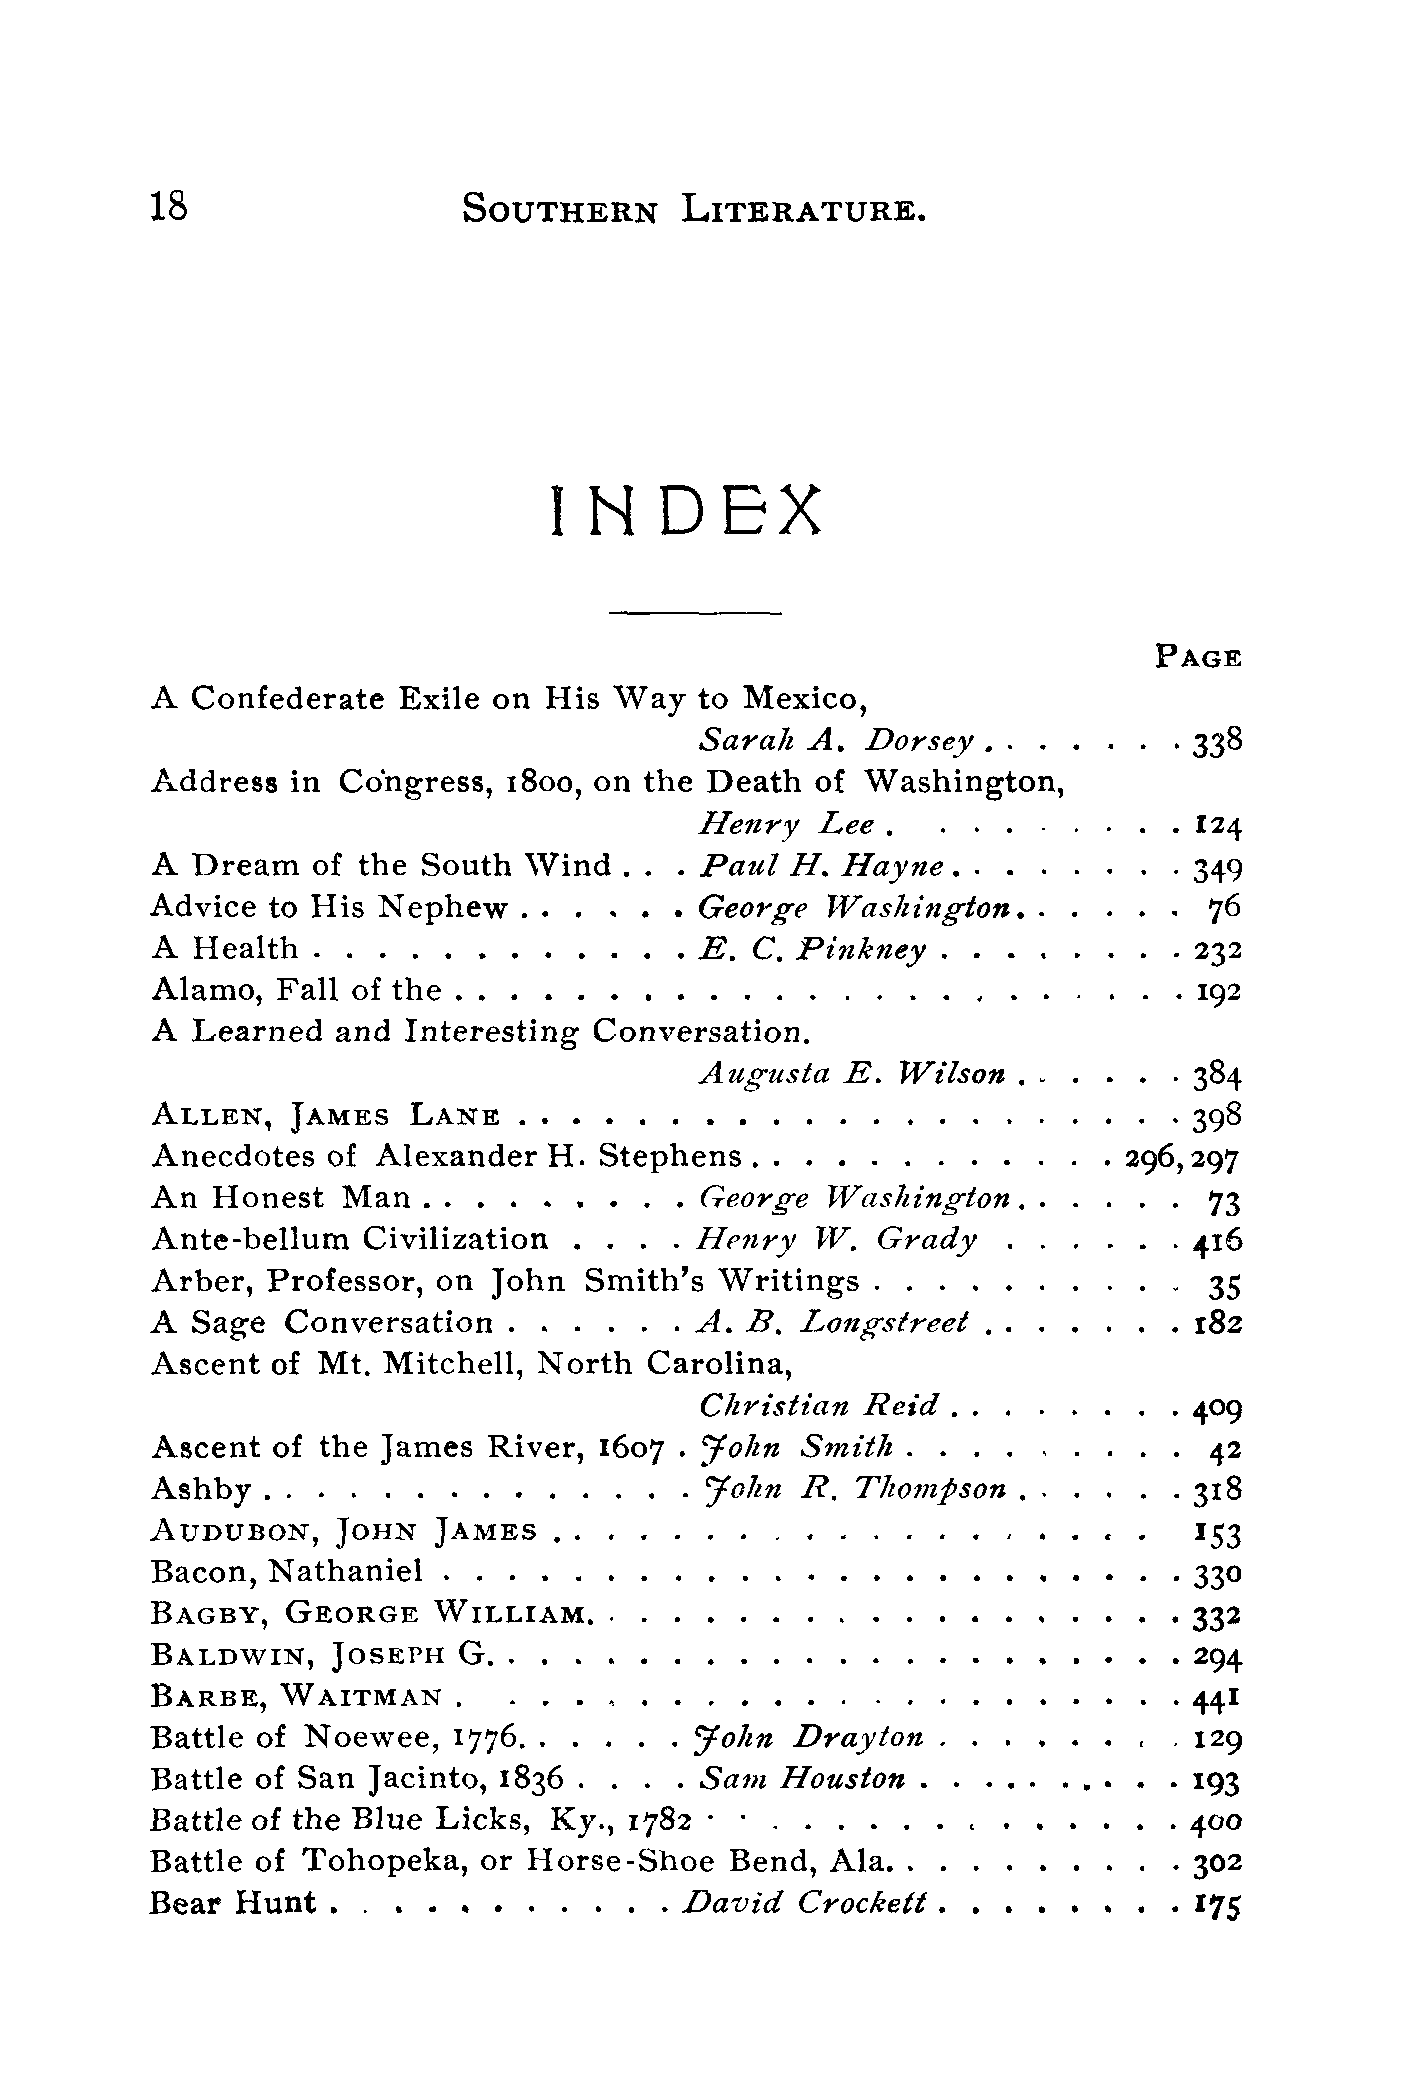 18 SOUTHERN LITERATURE.
INDEX
PAGE
A Confederate Exile on His Way to Mexico,
Sarah A. Dorsey . . . . . . . . 338
Address in Congress, 1800, on the Death of Washington,
Henry Lee . . . . . . . . . . 124
A Dream of the South Wind . . . Paul H. Hayne . . . . . . . . 349
Advice to His Nephew . . . . . . George Washington. . . . . . . 76
A Health . . . . . . . . . . . . E. C. Pinkney . . . . . . . . 232
Alamo, Fall of the . . . . . . . . . . . . . . . . . . . . . . . 192
A Learned and Interesting Conversation.
Augusta E. Wilson . . . . . . . 384
ALLEN, JAMES LANE . . . . . . . . . . . . . . . . . . . . . 398
Anecdotes of Alexander H. Stephens . . . . . . . . . . . . 296, 297
An Honest Man . . . . . . . . . George Washington. . . . . . 73
Ante-bellum Civilization . . . . Henry W. Grady . . . . . . 416
Arber, Professor, on John Smith's Writings . . . . . . . . . . 35
A Sage Conversation . . . . . . A. B. Longstreet . . . . . . . 182
Ascent of Mt. Mitchell, North Carolina,
Christian Reid . . . . . . . . 409
Ascent of the James River, 1607 . John Smith . . . . . . . . . 42
Ashby . . . . . . . . . . . . . . John R. Thompson . . . . . . 318
AUDUBON, JOHN JAMES . . . . . . . . . . . . . . . . . . . 153
Bacon, Nathaniel . . . . . . . . . . . . . . . . . . . . . . . 330
BAGBY, GEORGE WILLIAM. . . . . . . . . . . . . . . . . . . 332
BALDWIN, JOSEPH G. . . . . . . . . . . . . . . . . . . . . . 294
BARBE, WAITMAN . . . . . . . . . . . . . . . . . . . . . . 441
Battle of Noewee, 1776. . . . . . John Drayton . . . . . . . . 129
Battle of San Jacinto, 1836 . . . . Sam Houston . . . . . . . . . 193
Battle of the Blue Licks, Ky., 1782 . . . . . . . . . . . . . . . 400
Battle of Tohopeka, or Horse-Shoe Bend, Ala. . . . . . . . . . 302
Bear Hunt . . . . . . . . . . . David Crockett . . . . . . . . 175